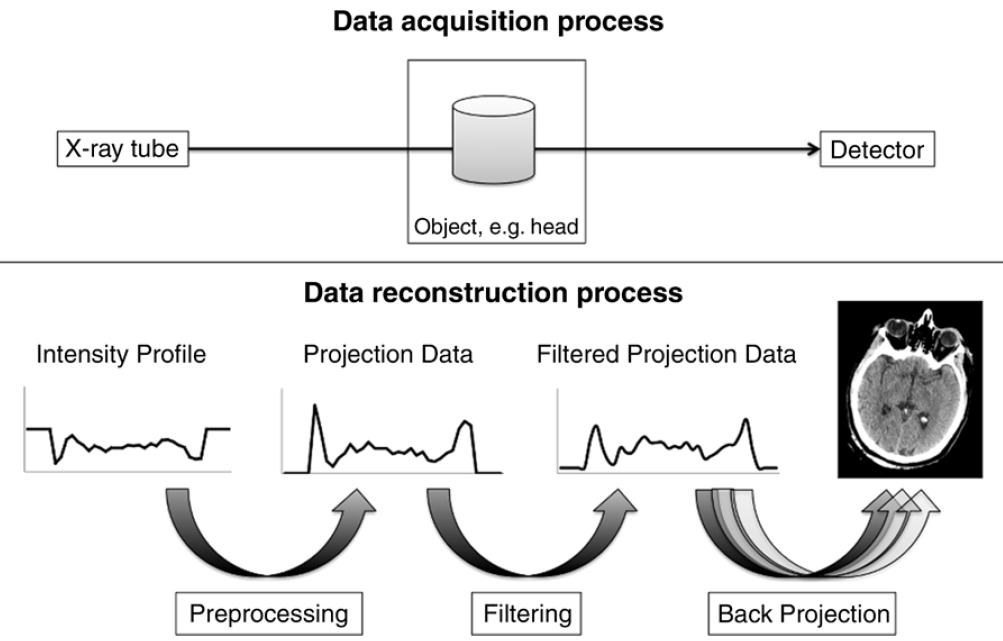 Data acquisition process
X-ray tube
Detector
Object, e.g. head
Data reconstruction process
Intensity Profile
Projection Data
Filtered Projection Data
Preprocessing
Filtering
Back Projection